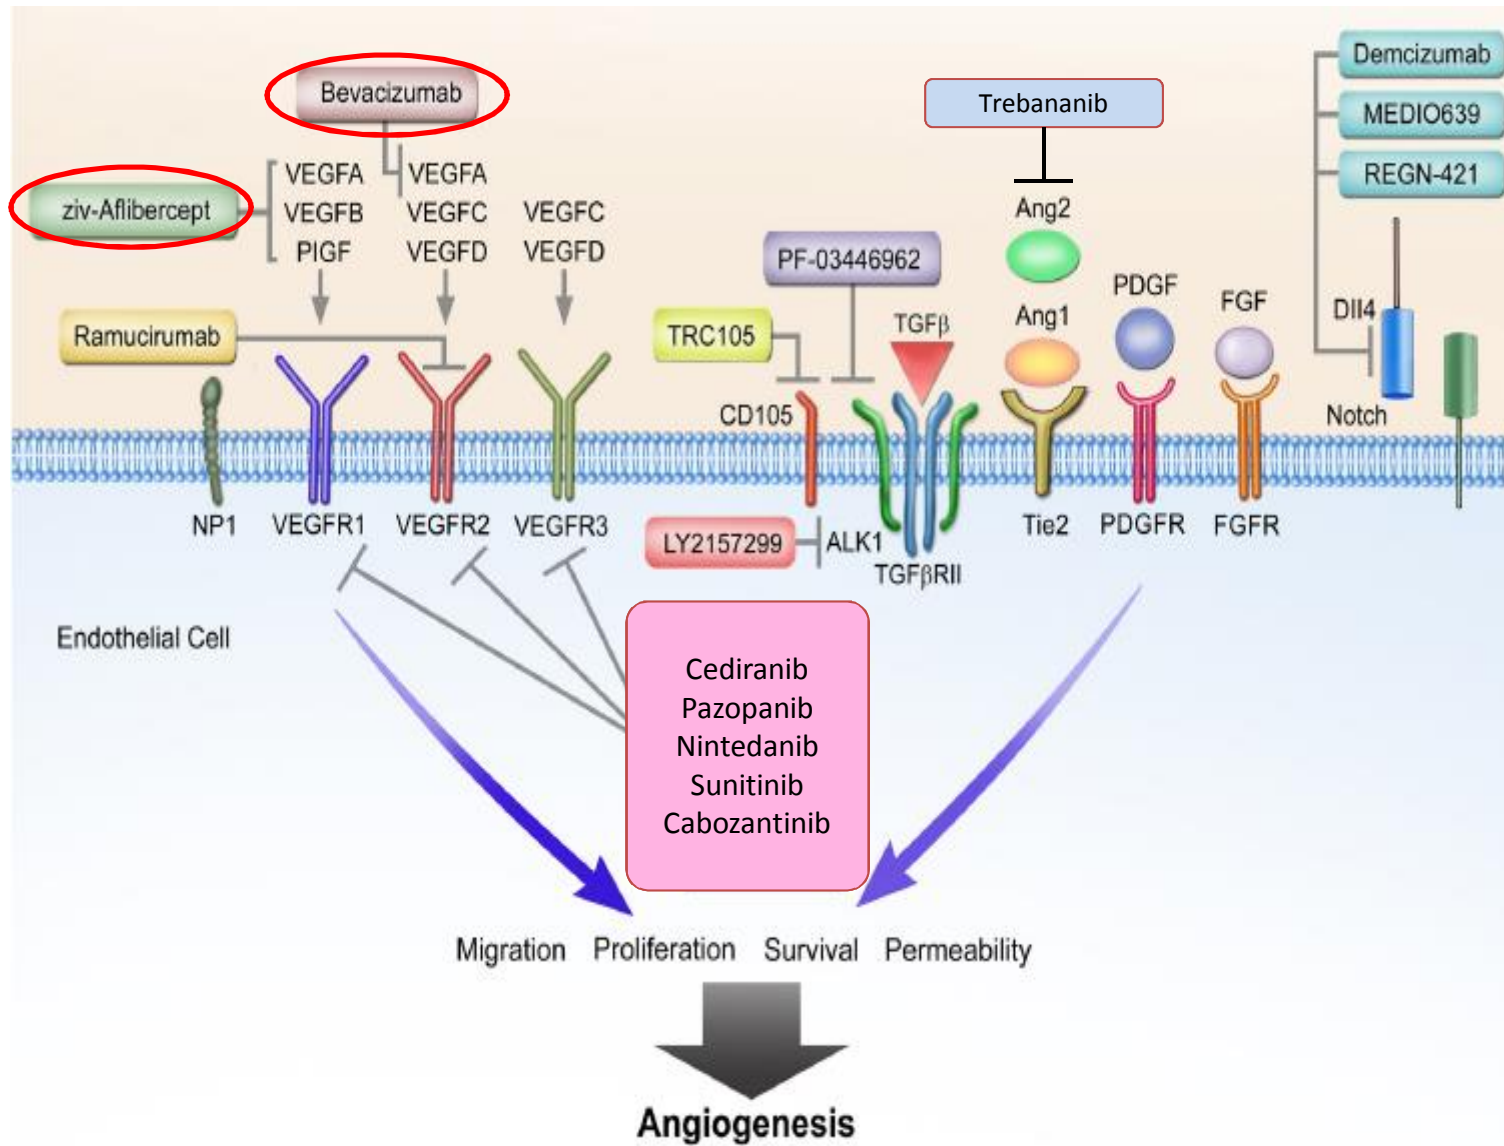 Bevacizumab
Trebananib
Demcizumab
MEDIO639
REGN-421
ziv-Aflibercept
VEGFA
VEGFB
PIGF
VEGFA
VEGFC
VEGFD
VEGFC
VEGFD
Ang2
PF-03446962
Ramucirumab
TRC105
TGFβ
Ang1
PDGF
FGF
Dll4
CD105
Notch
NP1
VEGFR1
VEGFR2
VEGFR3
LY2157299
ALK1
TGFβRII
Tie2
PDGFR
FGFR
Endothelial Cell
Cediranib
Pazopanib
Nintedanib
Sunitinib
Cabozantinib
Migration Proliferation Survival Permeability
Angiogenesis